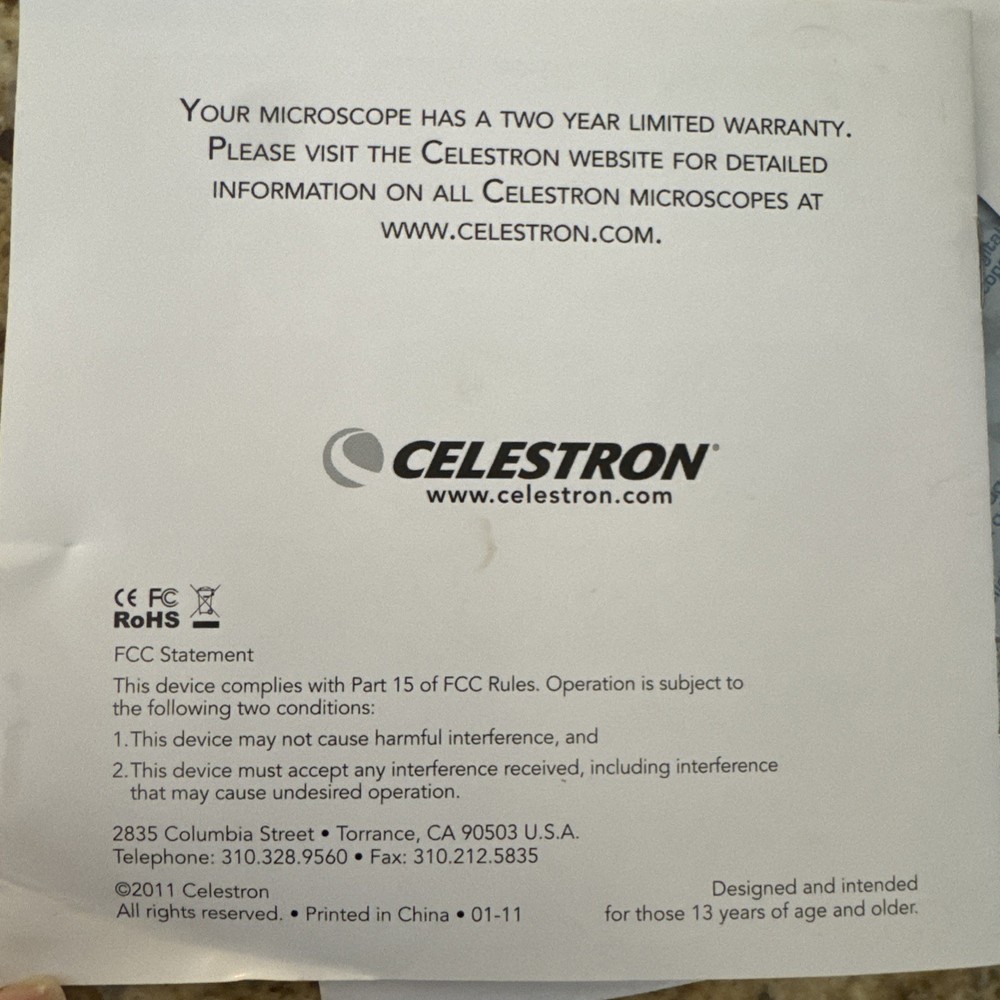 YOUR MICROSCOPE HAS A TWO YEAR LIMITED WARRANTY.
PLEASE VISIT THE CELESTRON WEBSITE FOR DETAILED
INFORMATION ON ALL CELESTRON MICROSCOPES AT
WWW.CELESTRON.COM.
CELESTRON®
www.celestron.com
CE FC
RoHS
FCC Statement
This device complies with Part 15 of FCC Rules. Operation is subject to
the following two conditions:
1. This device may not cause harmful interference, and
2. This device must accept any interference received, including interference
that may cause undesired operation.
2835 Columbia Street • Torrance, CA 90503 U.S.A.
Telephone: 310.328.9560 • Fax: 310.212.5835
©2011 Celestron
All rights reserved. • Printed in China • 01-11
Designed and intended
for those 13 years of age and older.